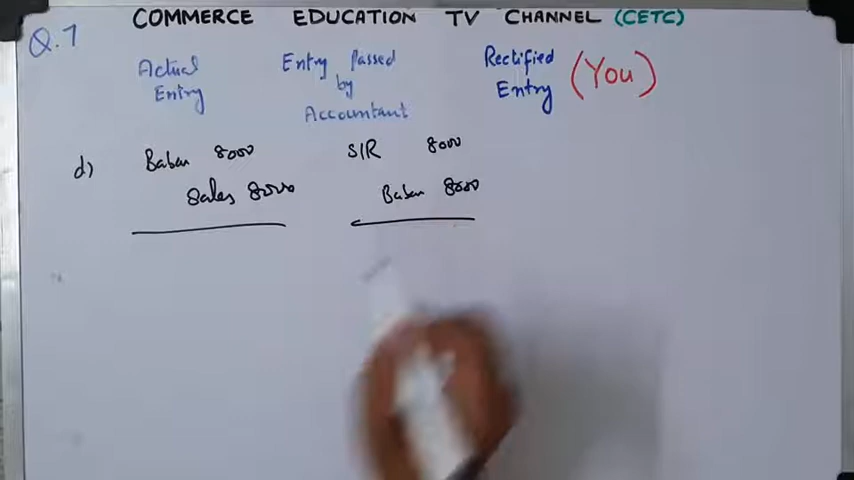 COMMERCE EDUCATION TV CHANNEL (CETC)
Q.7
Actual
Entry
Entry Passed
by
Accountant
Rectified
Entry
(You)
d)
Baban 8000
Sales 8000
S/R 8000
Baban 8000